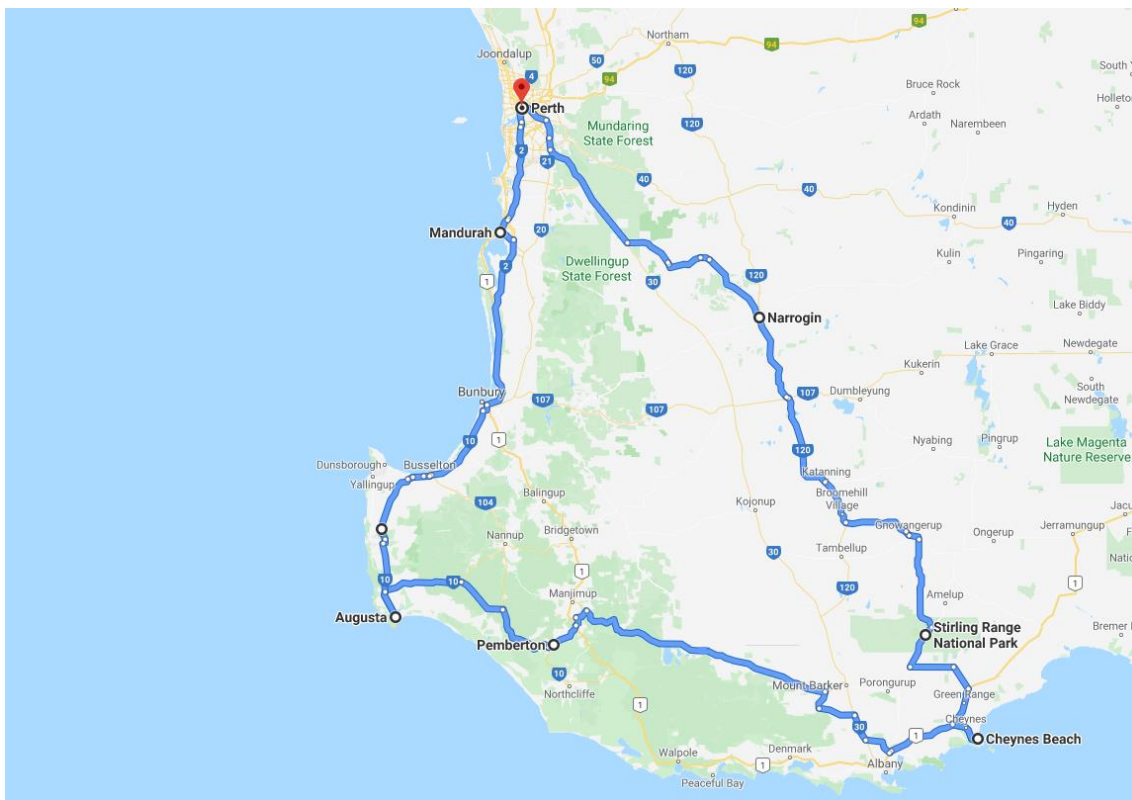 94
Northam
94
Joondalup
50
120
South Y
4
94
Bruce Rock
Holleto
Perth
120
Ardath
Narembeen
Mundaring
State Forest
2
21
40
40
Kondinin
Hyden
40
Mandurah
20
Kulin
Pingaring
Dwellingup
State Forest
2
120
1
30
Lake Biddy
Narrogin
Lake Grace
Newdegate
Kukerin
South
Newdegate
Bunbury
107
107
Dumbleyung
107
10
1
120
Nyabing
Pingrup
Lake Magenta
Nature Reserve
Dunsborough
Busselton
Yallingup
Katanning
Broomehill
Village
104
Balingup
Kojonup
Jacu
Gnowangerup
Ongerup
Jerramungup
Nannup
Bridgetown
F
30
Tambellup
Natio
10
10
1
1
120
Manjimup
Amelup
Augusta
Stirling Range
National Park
Bremer
Pemberton
10
Mount Barker
Porongurup
Northcliffe
1
Green Range
30
1
Cheynes
Cheynes Beach
Walpole
Denmark
1
Albany
Peaceful Bay